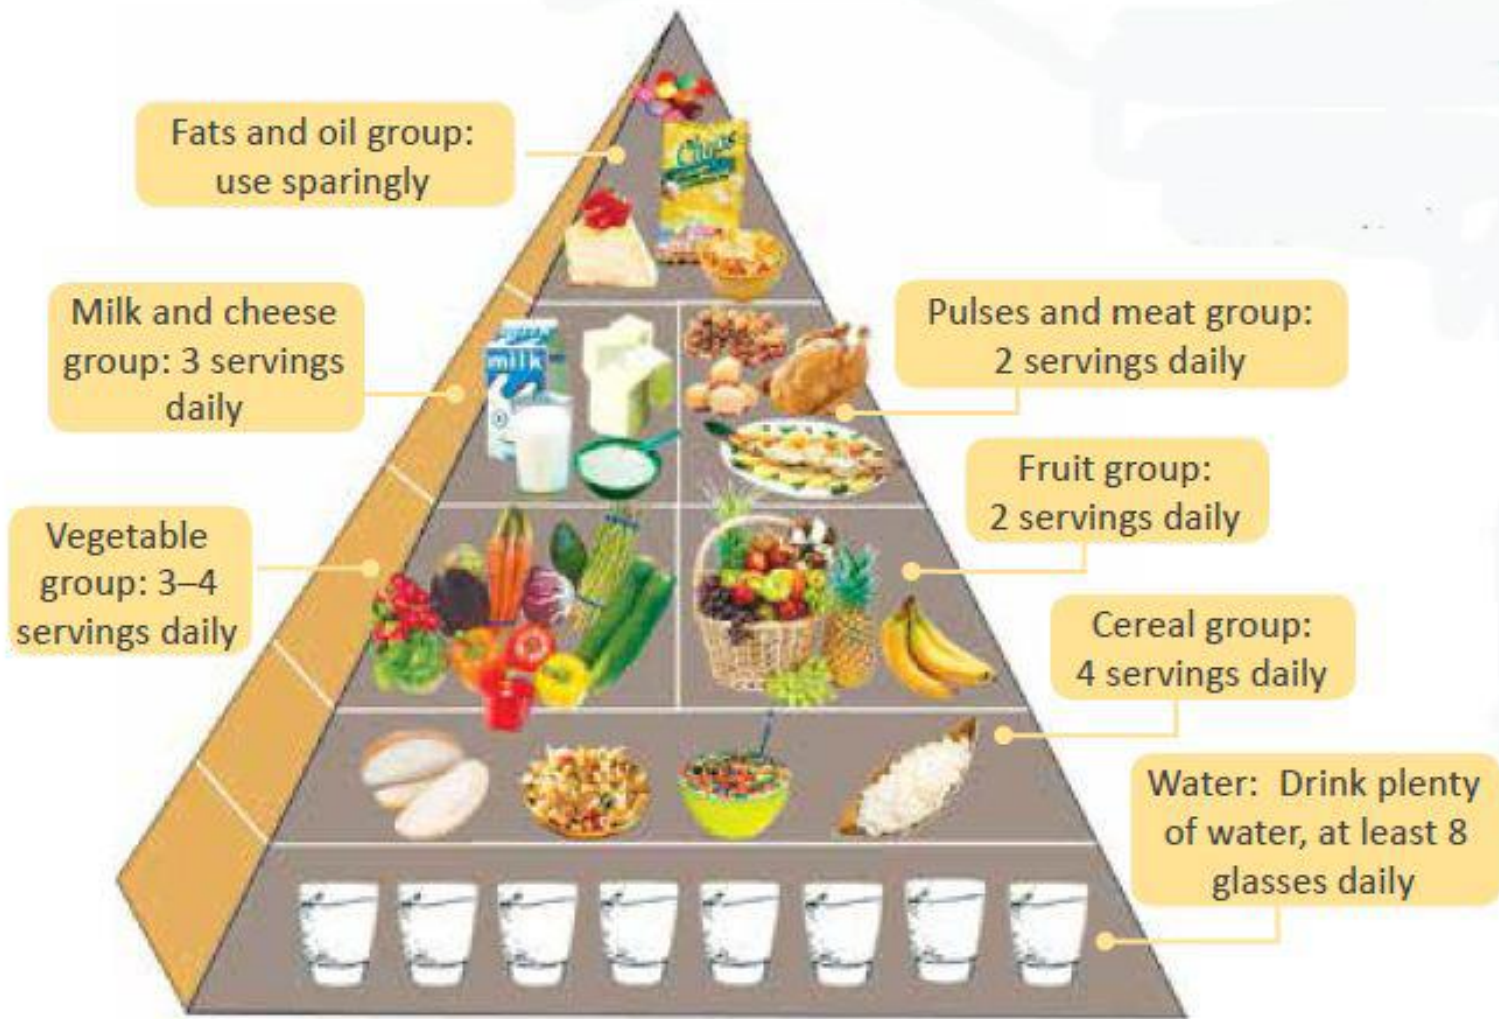 Fats and oil group:
use sparingly
Chips
Milk and cheese
group: 3 servings
daily
milk
Pulses and meat group:
2 servings daily
Fruit group:
2 servings daily
Vegetable
group: 3–4
servings daily
Cereal group:
4 servings daily
Water: Drink plenty
of water, at least 8
glasses daily